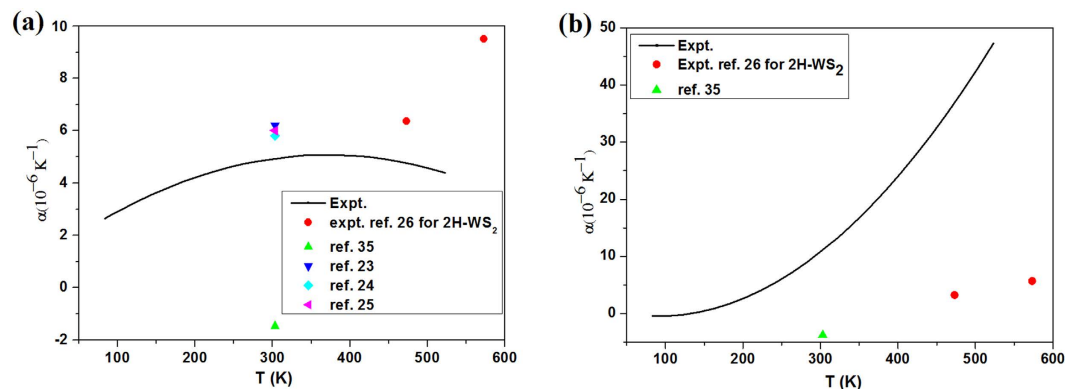 (a)
10
8
6
4
2
0
-2
α(10⁻⁶ K⁻¹)
Expt.
expt. ref. 26 for 2H-WS₂
ref. 35
ref. 23
ref. 24
ref. 25
100 200 300 400 500 600
T (K)
(b)
50
40
30
20
10
0
α(10⁻⁶ K⁻¹)
Expt.
Expt. ref. 26 for 2H-WS₂
ref. 35
100 200 300 400 500 600
T (K)